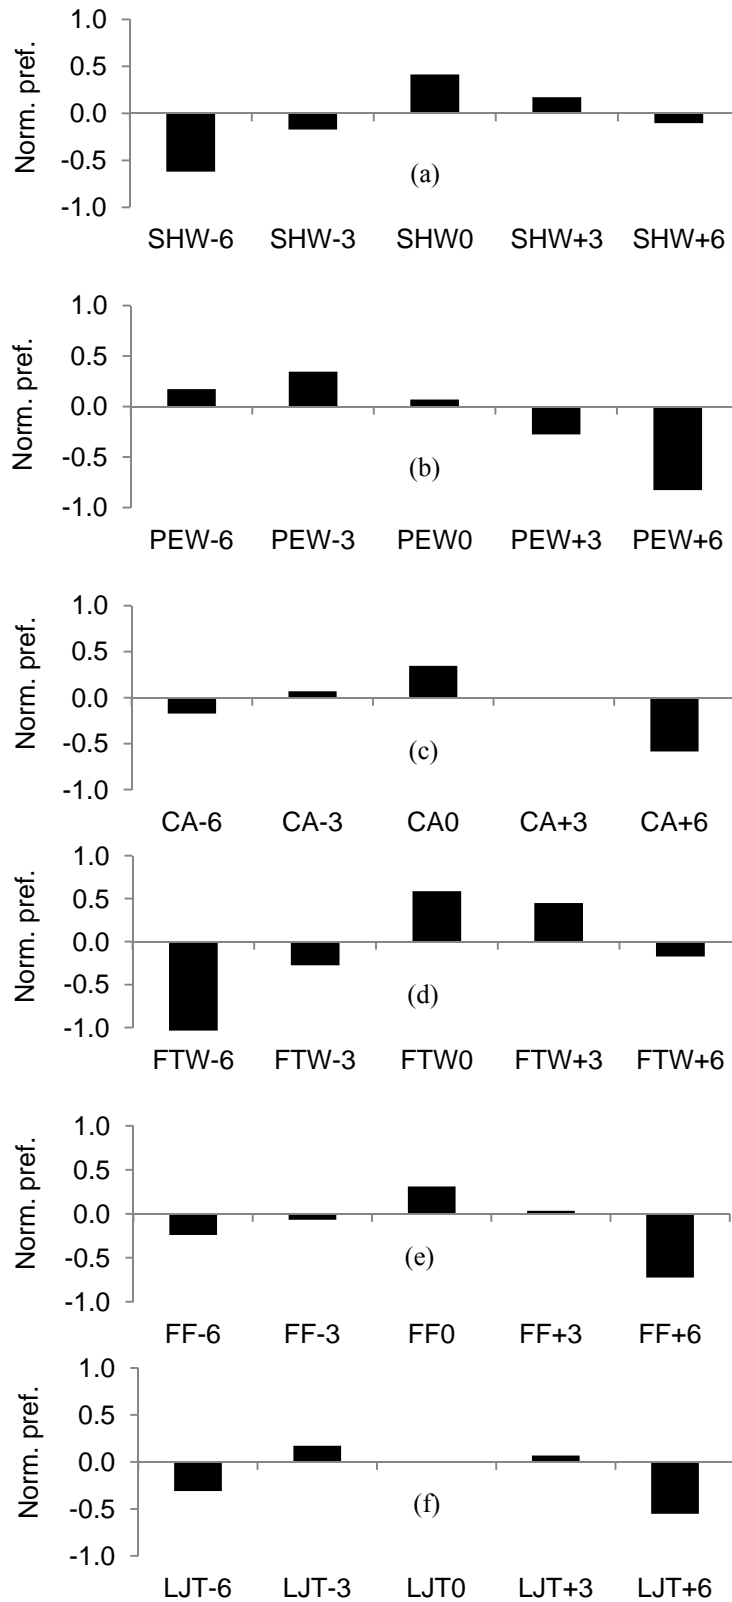 Norm. pref.
1.0
0.5
0.0
-0.5
-1.0
(a)
SHW-6 SHW-3 SHW0 SHW+3 SHW+6
Norm. pref.
1.0
0.5
0.0
-0.5
-1.0
(b)
PEW-6 PEW-3 PEW0 PEW+3 PEW+6
Norm. pref.
1.0
0.5
0.0
-0.5
-1.0
(c)
CA-6 CA-3 CA0 CA+3 CA+6
Norm. pref.
1.0
0.5
0.0
-0.5
-1.0
(d)
FTW-6 FTW-3 FTW0 FTW+3 FTW+6
Norm. pref.
1.0
0.5
0.0
-0.5
-1.0
(e)
FF-6 FF-3 FF0 FF+3 FF+6
Norm. pref.
1.0
0.5
0.0
-0.5
-1.0
(f)
LJT-6 LJT-3 LJT0 LJT+3 LJT+6